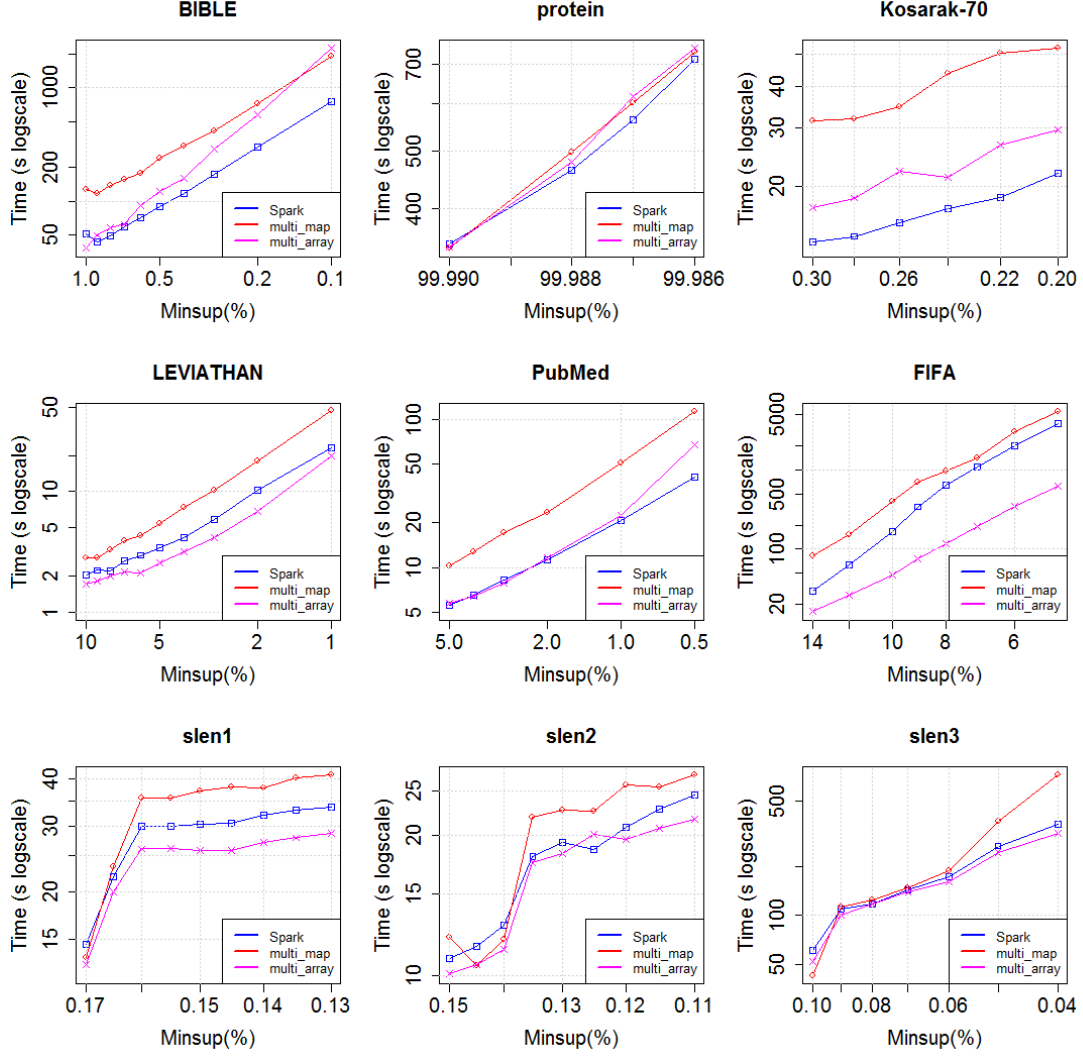 BIBLE
Time (s logscale)
1000
200
50
Spark
multi_map
multi_array
1.0 0.5 0.2 0.1
Minsup(%)
protein
Time (s logscale)
700
500
400
Spark
multi_map
multi_array
99.990 99.988 99.986
Minsup(%)
Kosarak-70
Time (s logscale)
40
30
20
Spark
multi_map
multi_array
0.30 0.26 0.22 0.20
Minsup(%)
LEVIATHAN
Time (s logscale)
50
10
5
2
1
Spark
multi_map
multi_array
10 5 2 1
Minsup(%)
PubMed
Time (s logscale)
100
50
20
10
5
Spark
multi_map
multi_array
5.0 2.0 1.0 0.5
Minsup(%)
FIFA
Time (s logscale)
5000
500
100
20
Spark
multi_map
multi_array
14 10 8 6
Minsup(%)
slen1
Time (s logscale)
40
30
20
15
Spark
multi_map
multi_array
0.17 0.15 0.14 0.13
Minsup(%)
slen2
Time (s logscale)
25
20
15
10
Spark
multi_map
multi_array
0.15 0.13 0.12 0.11
Minsup(%)
slen3
Time (s logscale)
500
100
50
Spark
multi_map
multi_array
0.10 0.08 0.06 0.04
Minsup(%)